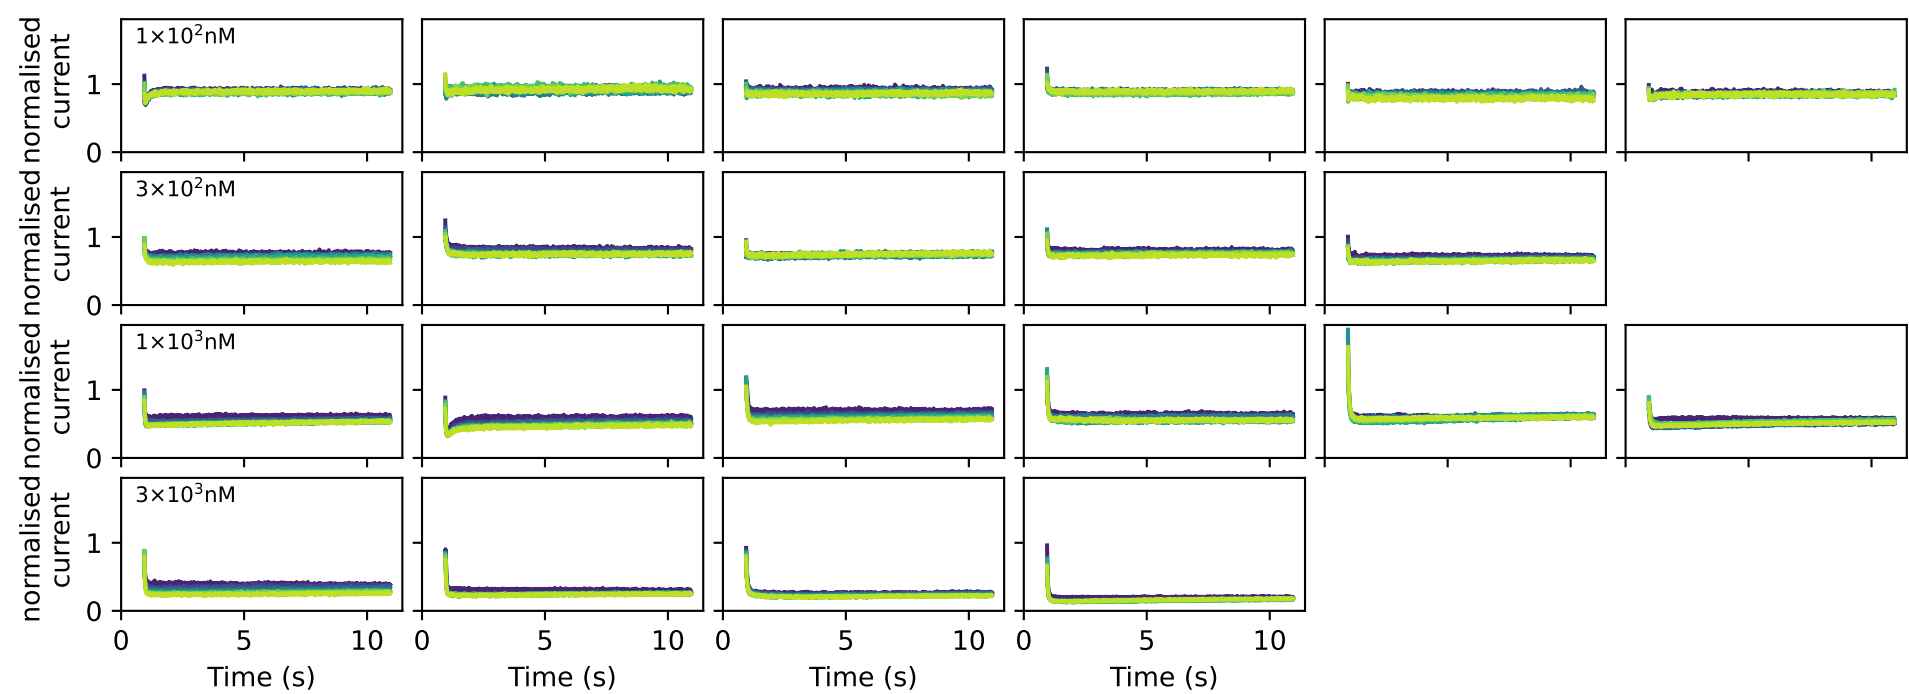 normalised
current
1×10²nM
1
0
normalised
current
3×10²nM
1
0
normalised
current
1×10³nM
1
0
normalised
current
3×10³nM
1
0
0 5 10 0 5 10 0 5 10 0 5 10
Time (s) Time (s) Time (s) Time (s)